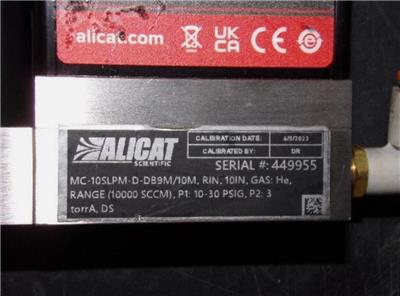 alicat.com
UK
CA
CE
ALICAT
SCIENTIFIC
CALIBRATION DATE: 6/5/2023
CALIBRATED BY: DR
SERIAL #: 449955
MC-10SLPM-D-DB9M/10M, RIN, 10IN, GAS: He,
RANGE (10000 SCCM), P1: 10-30 PSIG, P2: 3
torrA, DS